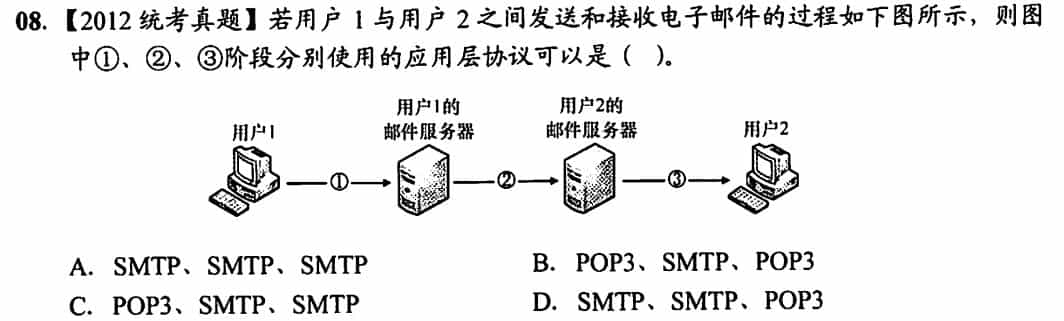 08. 【2012 统考真题】若用户 1 与用户 2 之间发送和接收电子邮件的过程如下图所示，则图
中①、②、③阶段分别使用的应用层协议可以是（ ）。
用户1
用户1的
邮件服务器
用户2的
邮件服务器
用户2
① ② ③
A. SMTP、SMTP、SMTP
B. POP3、SMTP、POP3
C. POP3、SMTP、SMTP
D. SMTP、SMTP、POP3